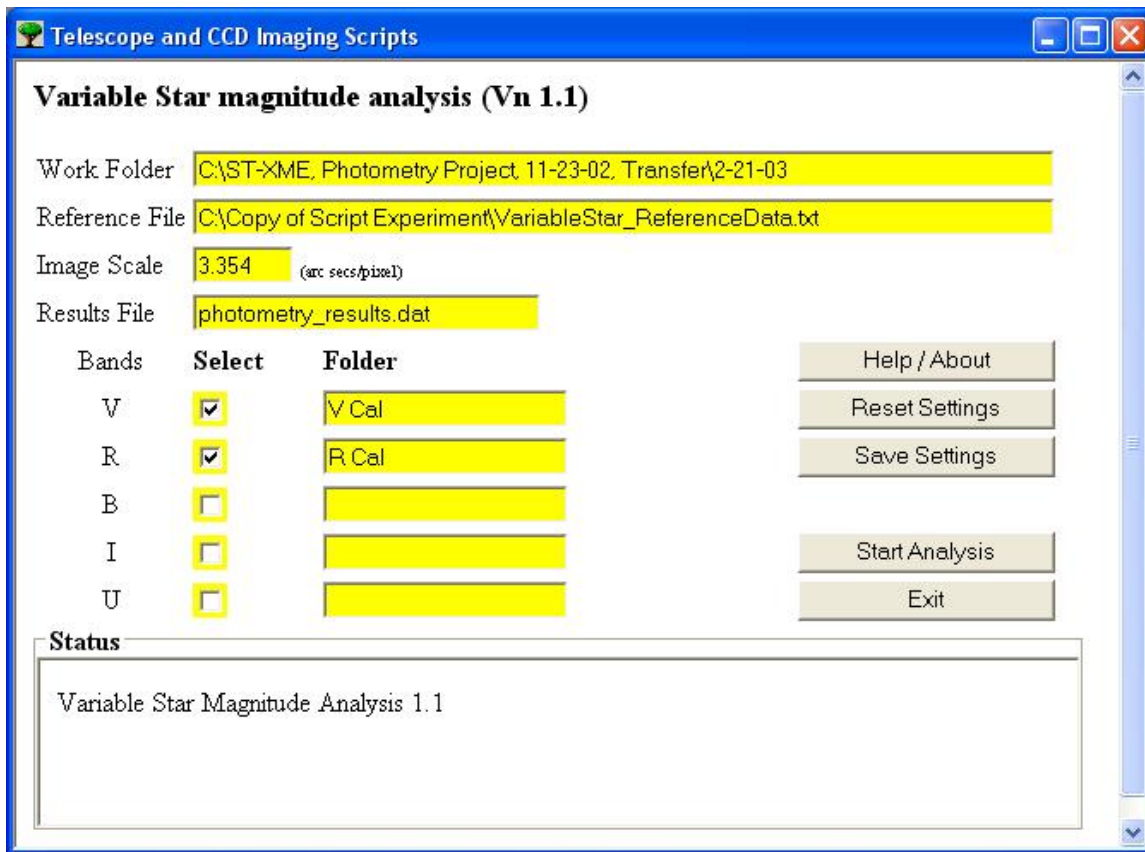 Telescope and CCD Imaging Scripts
Variable Star magnitude analysis (Vn 1.1)
Work Folder C:\ST-XME, Photometry Project, 11-23-02, Transfer\2-21-03
Reference File C:\Copy of Script Experiment\VariableStar_ReferenceData.txt
Image Scale 3.354 (arc secs/pixel)
Results File photometry_results.dat
Bands Select Folder Help / About
V V Cal Reset Settings
R R Cal Save Settings
B
I Start Analysis
U Exit
Status
Variable Star Magnitude Analysis 1.1